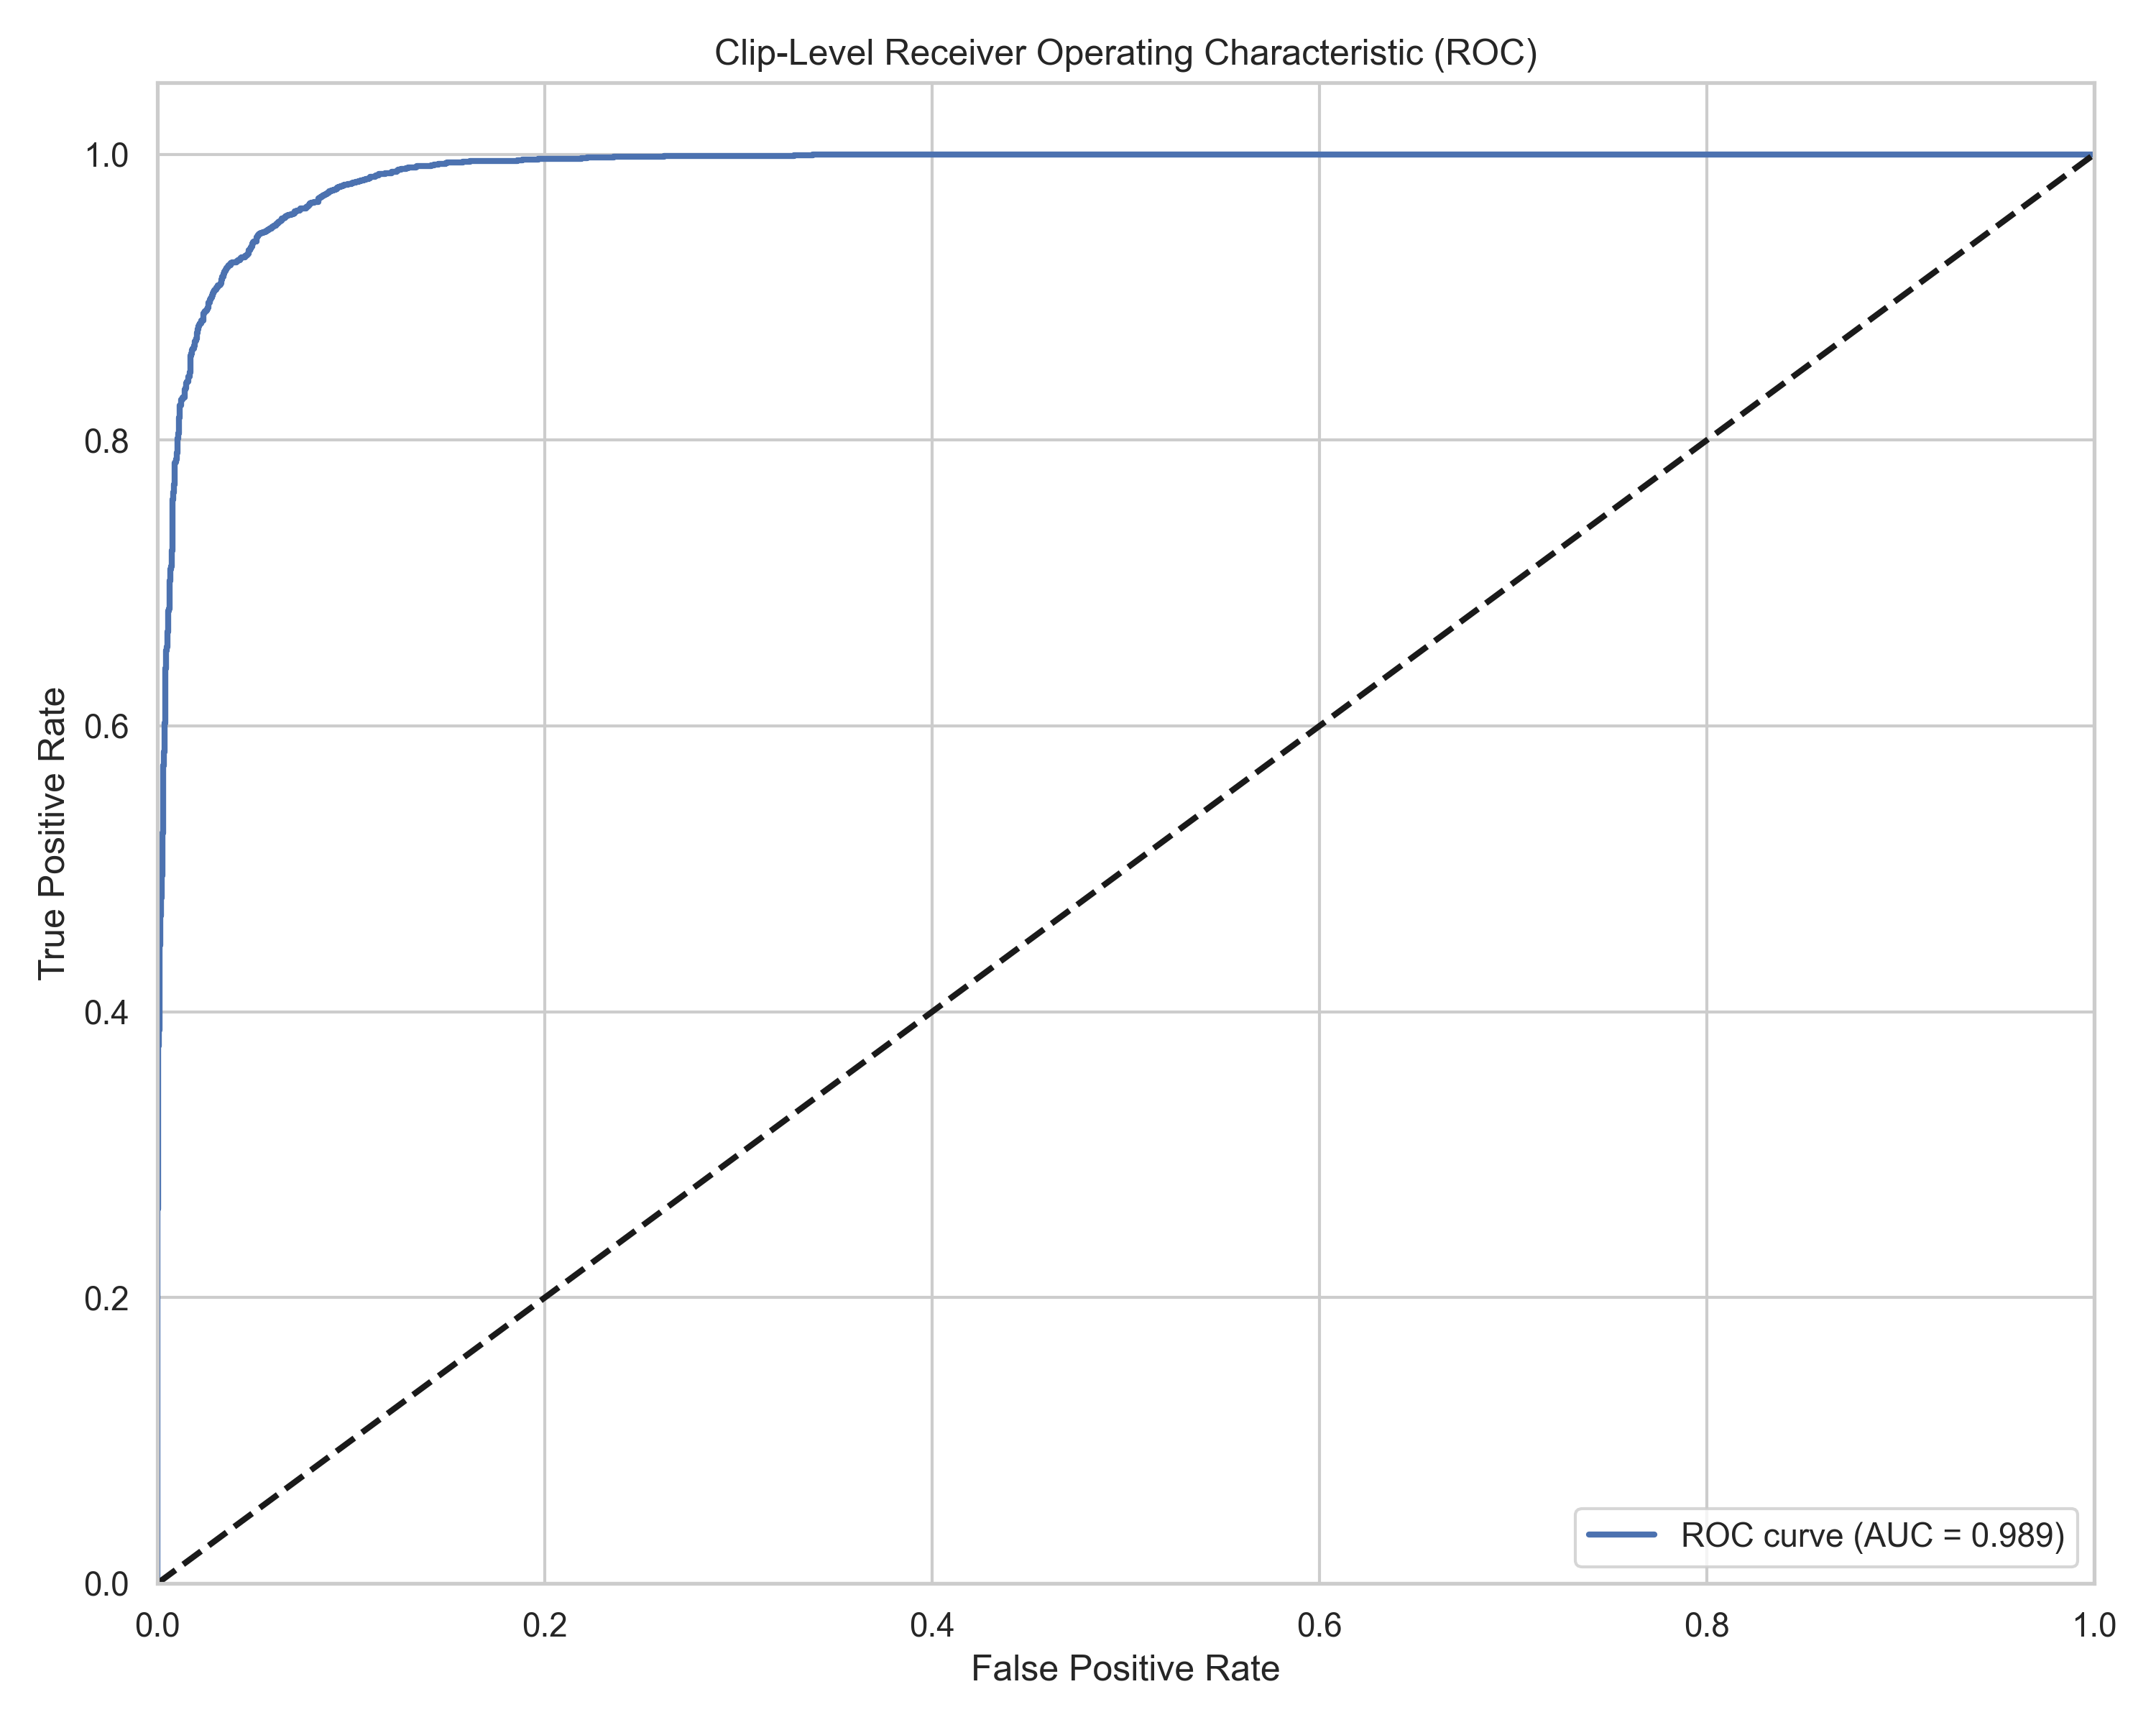 Clip-Level Receiver Operating Characteristic (ROC)
True Positive Rate
1.0
0.8
0.6
0.4
0.2
0.0
0.0 0.2 0.4 0.6 0.8 1.0
False Positive Rate
ROC curve (AUC = 0.989)